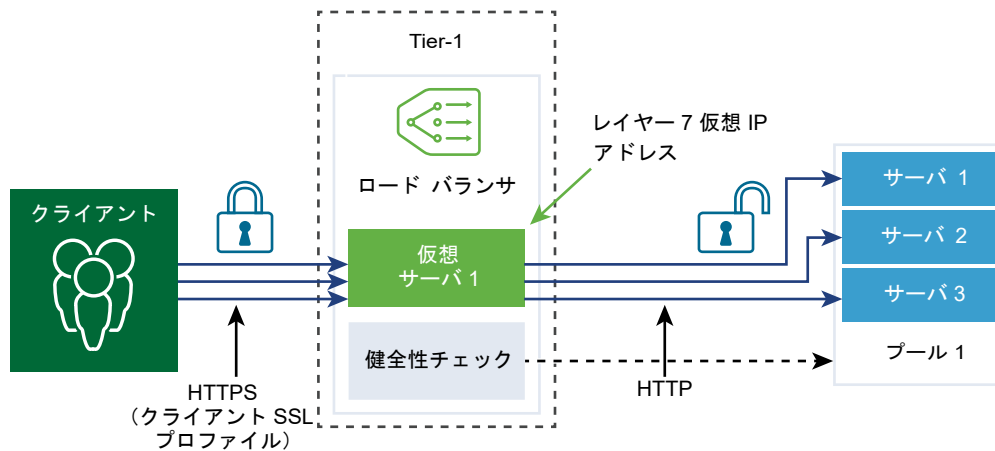 Tier-1
レイヤー 7 仮想 IP
アドレス
ロード バランサ
クライアント
仮想
サーバ 1
サーバ 1
サーバ 2
サーバ 3
健全性チェック
プール 1
HTTPS
（クライアント SSL
プロファイル）
HTTP